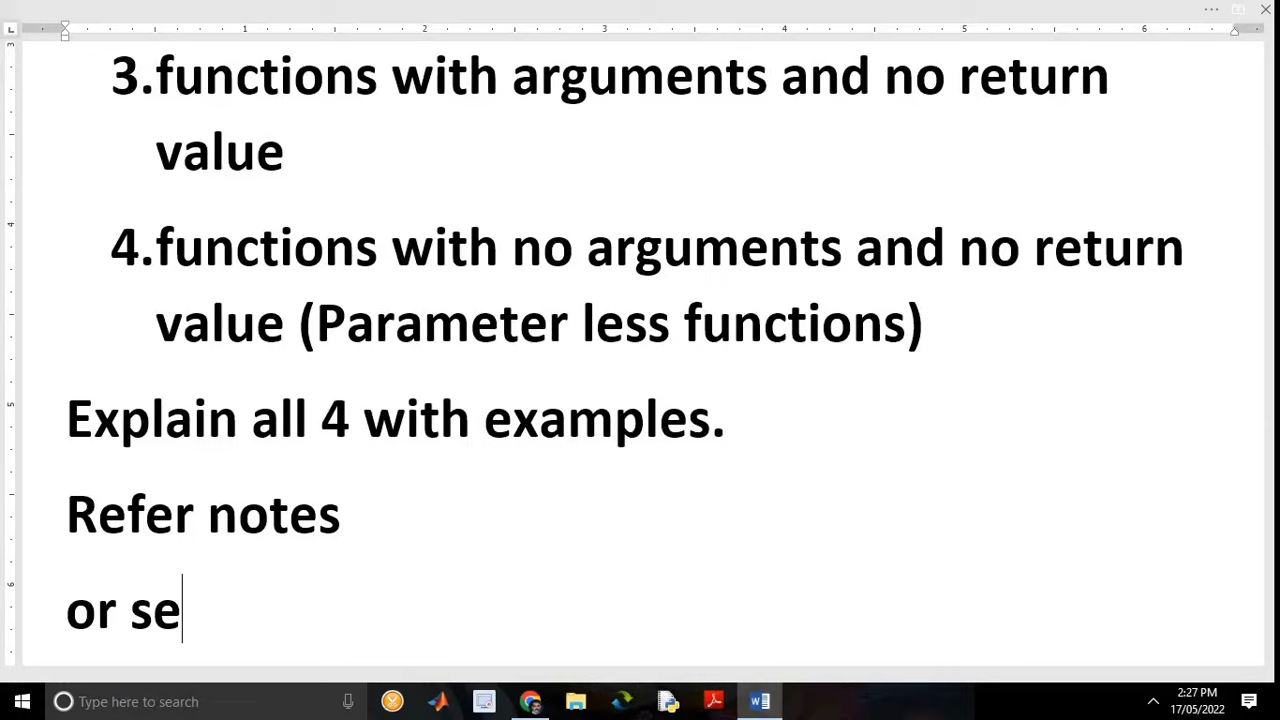 3.functions with arguments and no return
value
4.functions with no arguments and no return
value (Parameter less functions)
Explain all 4 with examples.
Refer notes
or se
Type here to search
2:27 PM
17/05/2022